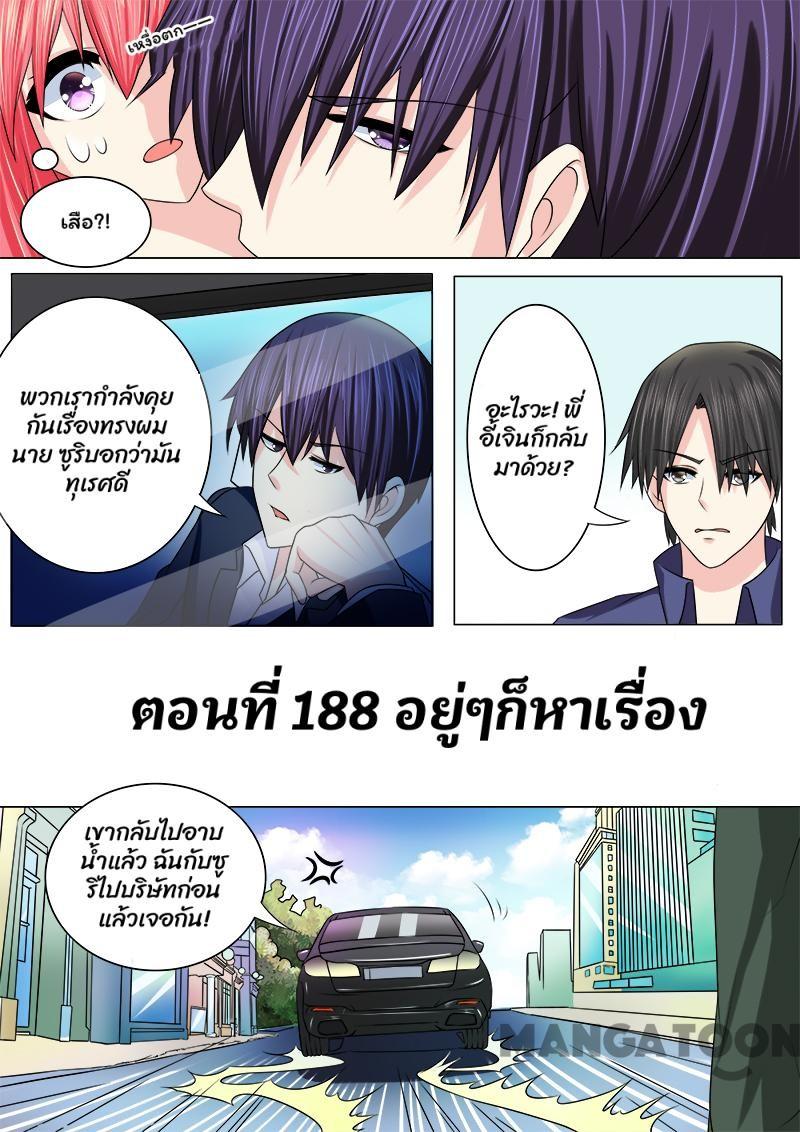 เหงื่อตก——
เสือ?!
พวกเรากำลังคุย
กันเรื่องทรงผม
นาย ซูริบอกว่ามัน
ทุเรศดี
อะไรวะ! พี่
อี้เจินก็กลับ
มาด้วย?
ตอนที่ 188 อยู่ๆก็หาเรื่อง
เขากลับไปอาบ
น้ำแล้ว ฉันกับซู
ริไปบริษัทก่อน
แล้วเจอกัน!
MANGATOON